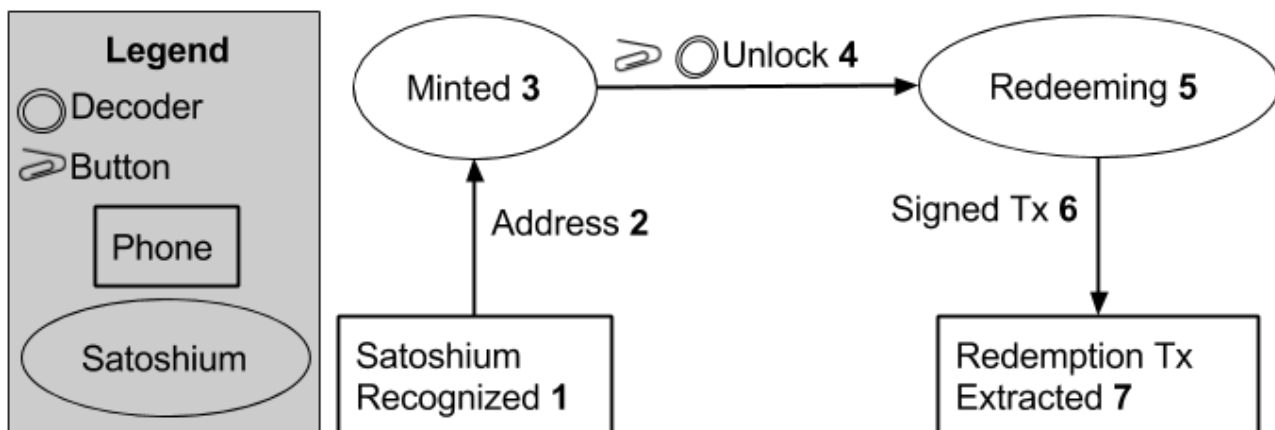 Legend
Decoder
Button
Phone
Satoshium
Minted 3
Unlock 4
Redeeming 5
Address 2
Signed Tx 6
Satoshium
Recognized 1
Redemption Tx
Extracted 7